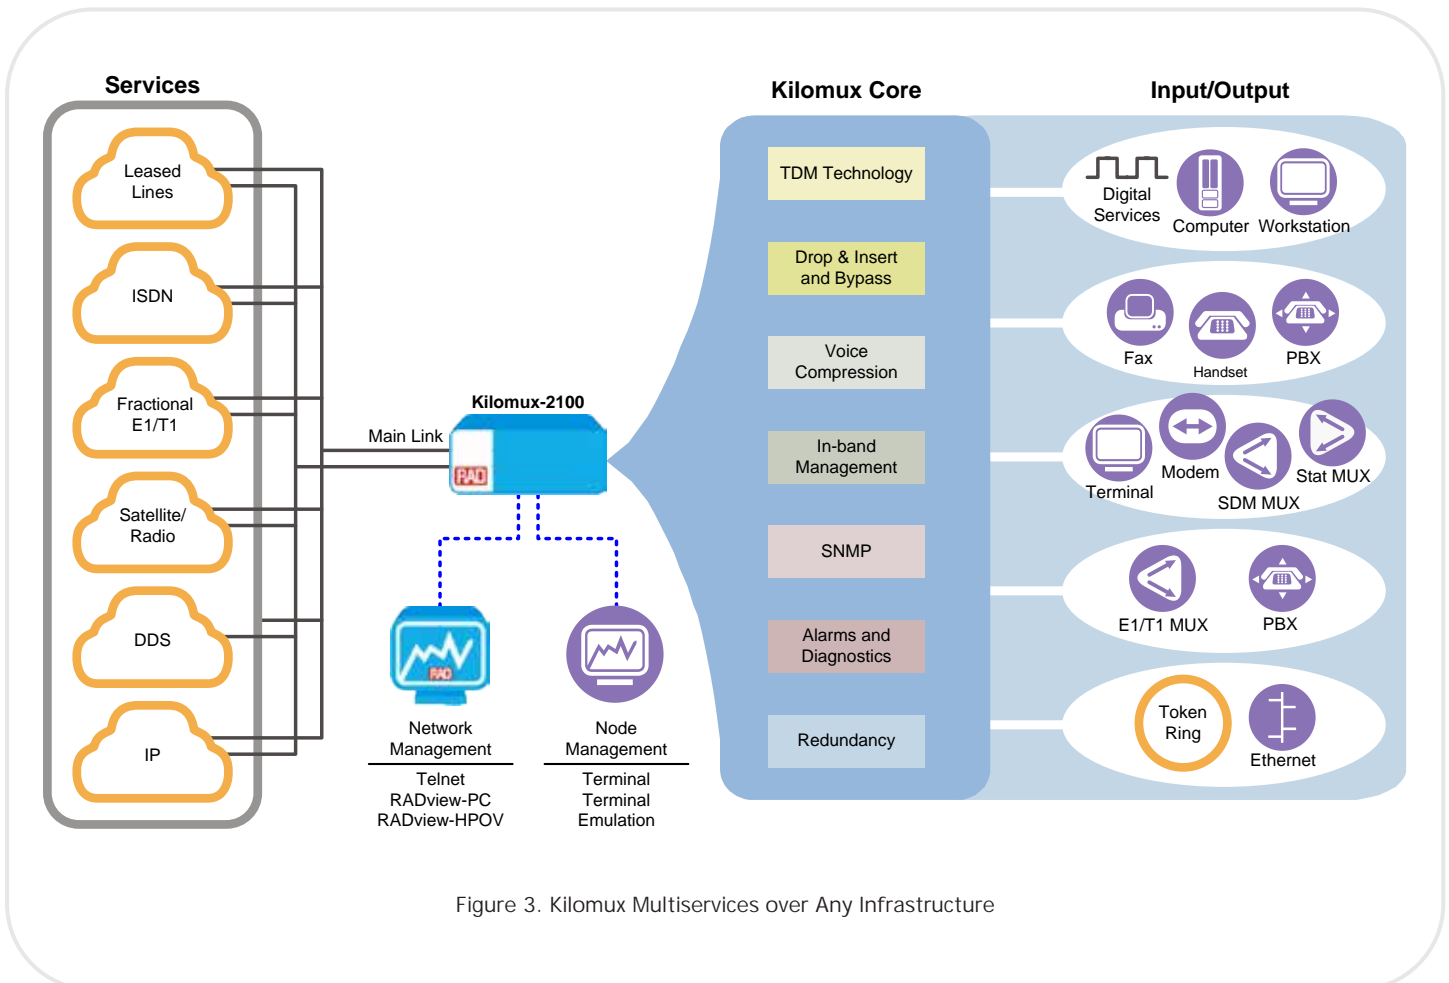 Services
Leased
Lines
ISDN
Fractional
E1/T1
Satellite/
Radio
DDS
IP
Main Link
Kilomux-2100
RAD
RAD
Network
Management
Telnet
RADview-PC
RADview-HPOV
Node
Management
Terminal
Terminal
Emulation
Kilomux Core
TDM Technology
Drop & Insert
and Bypass
Voice
Compression
In-band
Management
SNMP
Alarms and
Diagnostics
Redundancy
Input/Output
Digital
Services
Computer
Workstation
Fax
Handset
PBX
Terminal
Modem
SDM MUX
Stat MUX
E1/T1 MUX
PBX
Token
Ring
Ethernet
Figure 3. Kilomux Multiservices over Any Infrastructure